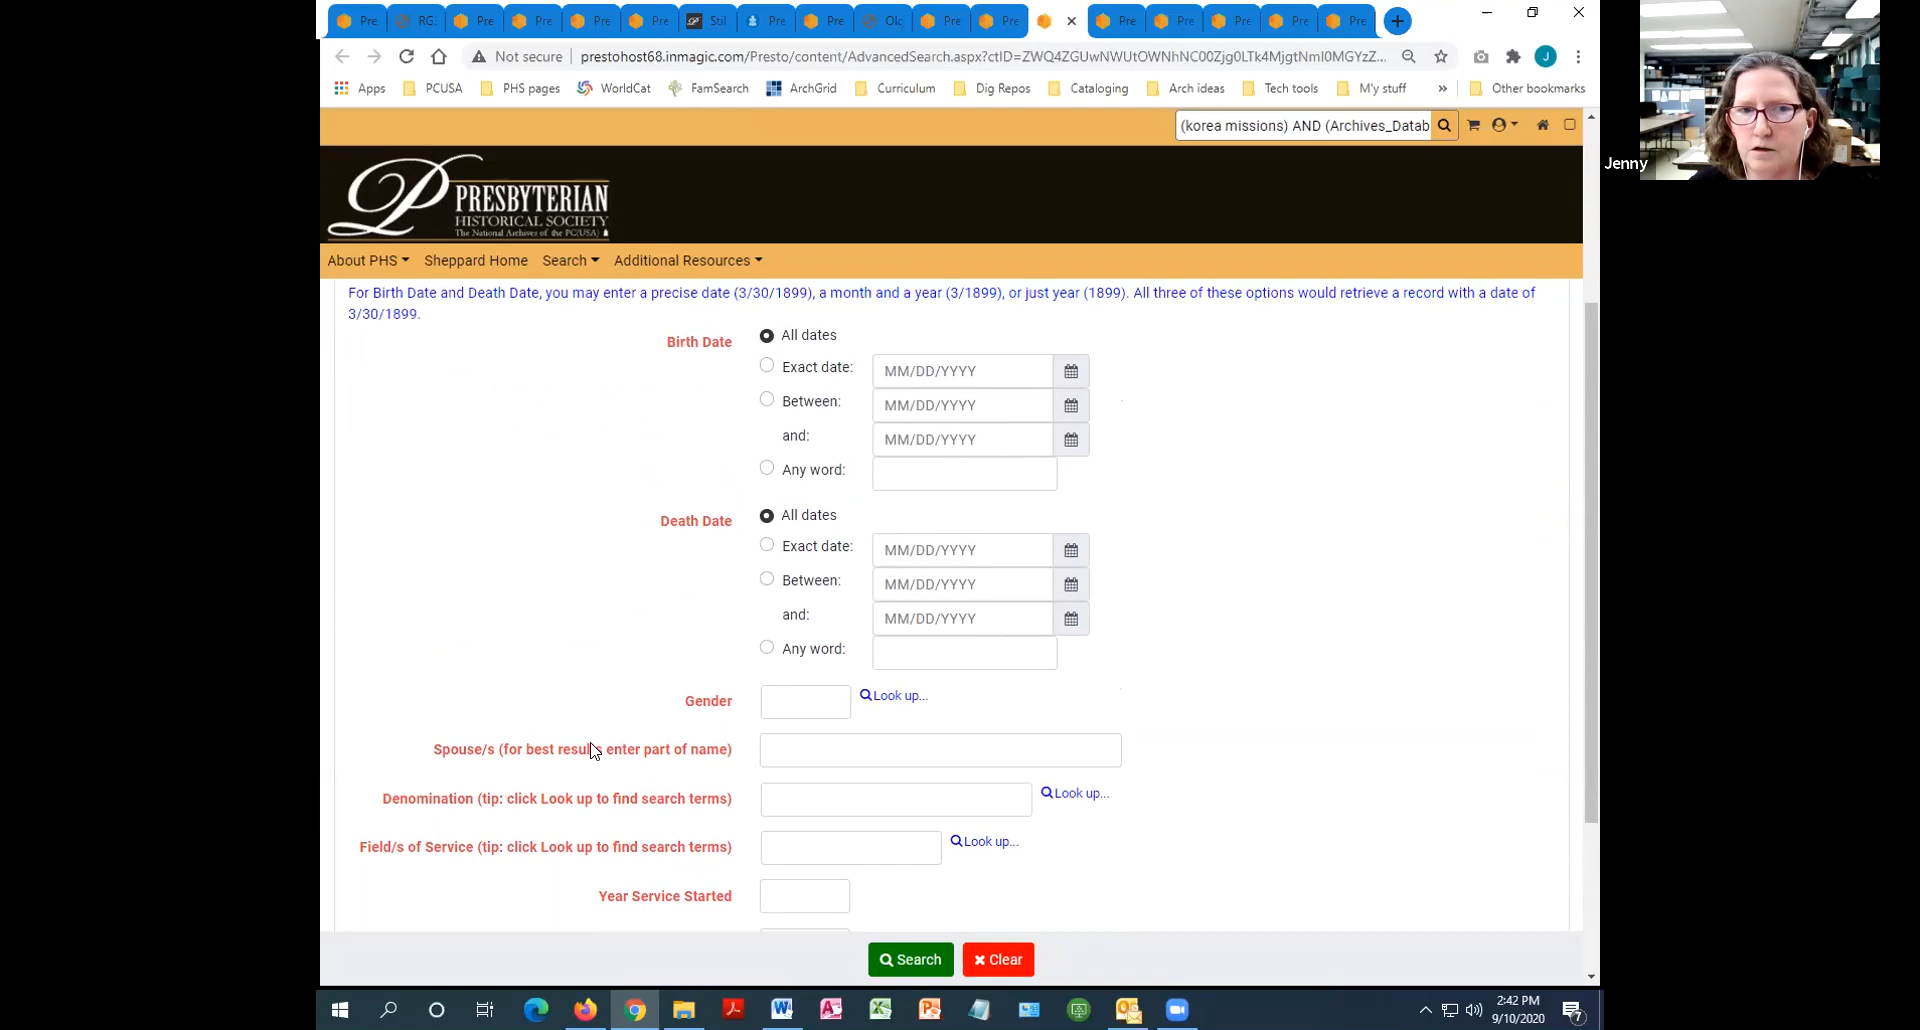 Pre
RG
Pre
Pre
Pre
Pre
Stil
Pre
Pre
Olc
Pre
Pre
Pre
Pre
Pre
Pre
Pre
Not secure
prestohost68.inmagic.com/Presto/content/AdvancedSearch.aspx?ctID=ZWQ4ZGUwNWUtOWNhNC00Zjg0LTk4MjgtNmI0MGYzZ...
J
Apps
PCUSA
PHS pages
WorldCat
FamSearch
ArchGrid
Curriculum
Dig Repos
Cataloging
Arch ideas
Tech tools
M'y stuff
»
Other bookmarks
(korea missions) AND (Archives_Datab
Jenny
PRESBYTERIAN
HISTORICAL SOCIETY
The National Archives of the PC(USA)
About PHS
Sheppard Home
Search
Additional Resources
For Birth Date and Death Date, you may enter a precise date (3/30/1899), a month and a year (3/1899), or just year (1899). All three of these options would retrieve a record with a date of
3/30/1899.
Birth Date
All dates
Exact date: MM/DD/YYYY
Between: MM/DD/YYYY
and: MM/DD/YYYY
Any word:
Death Date
All dates
Exact date: MM/DD/YYYY
Between: MM/DD/YYYY
and: MM/DD/YYYY
Any word:
Gender
Look up...
Spouse/s (for best results enter part of name)
Denomination (tip: click Look up to find search terms)
Look up...
Field/s of Service (tip: click Look up to find search terms)
Look up...
Year Service Started
Search
Clear
2:42 PM
9/10/2020
7